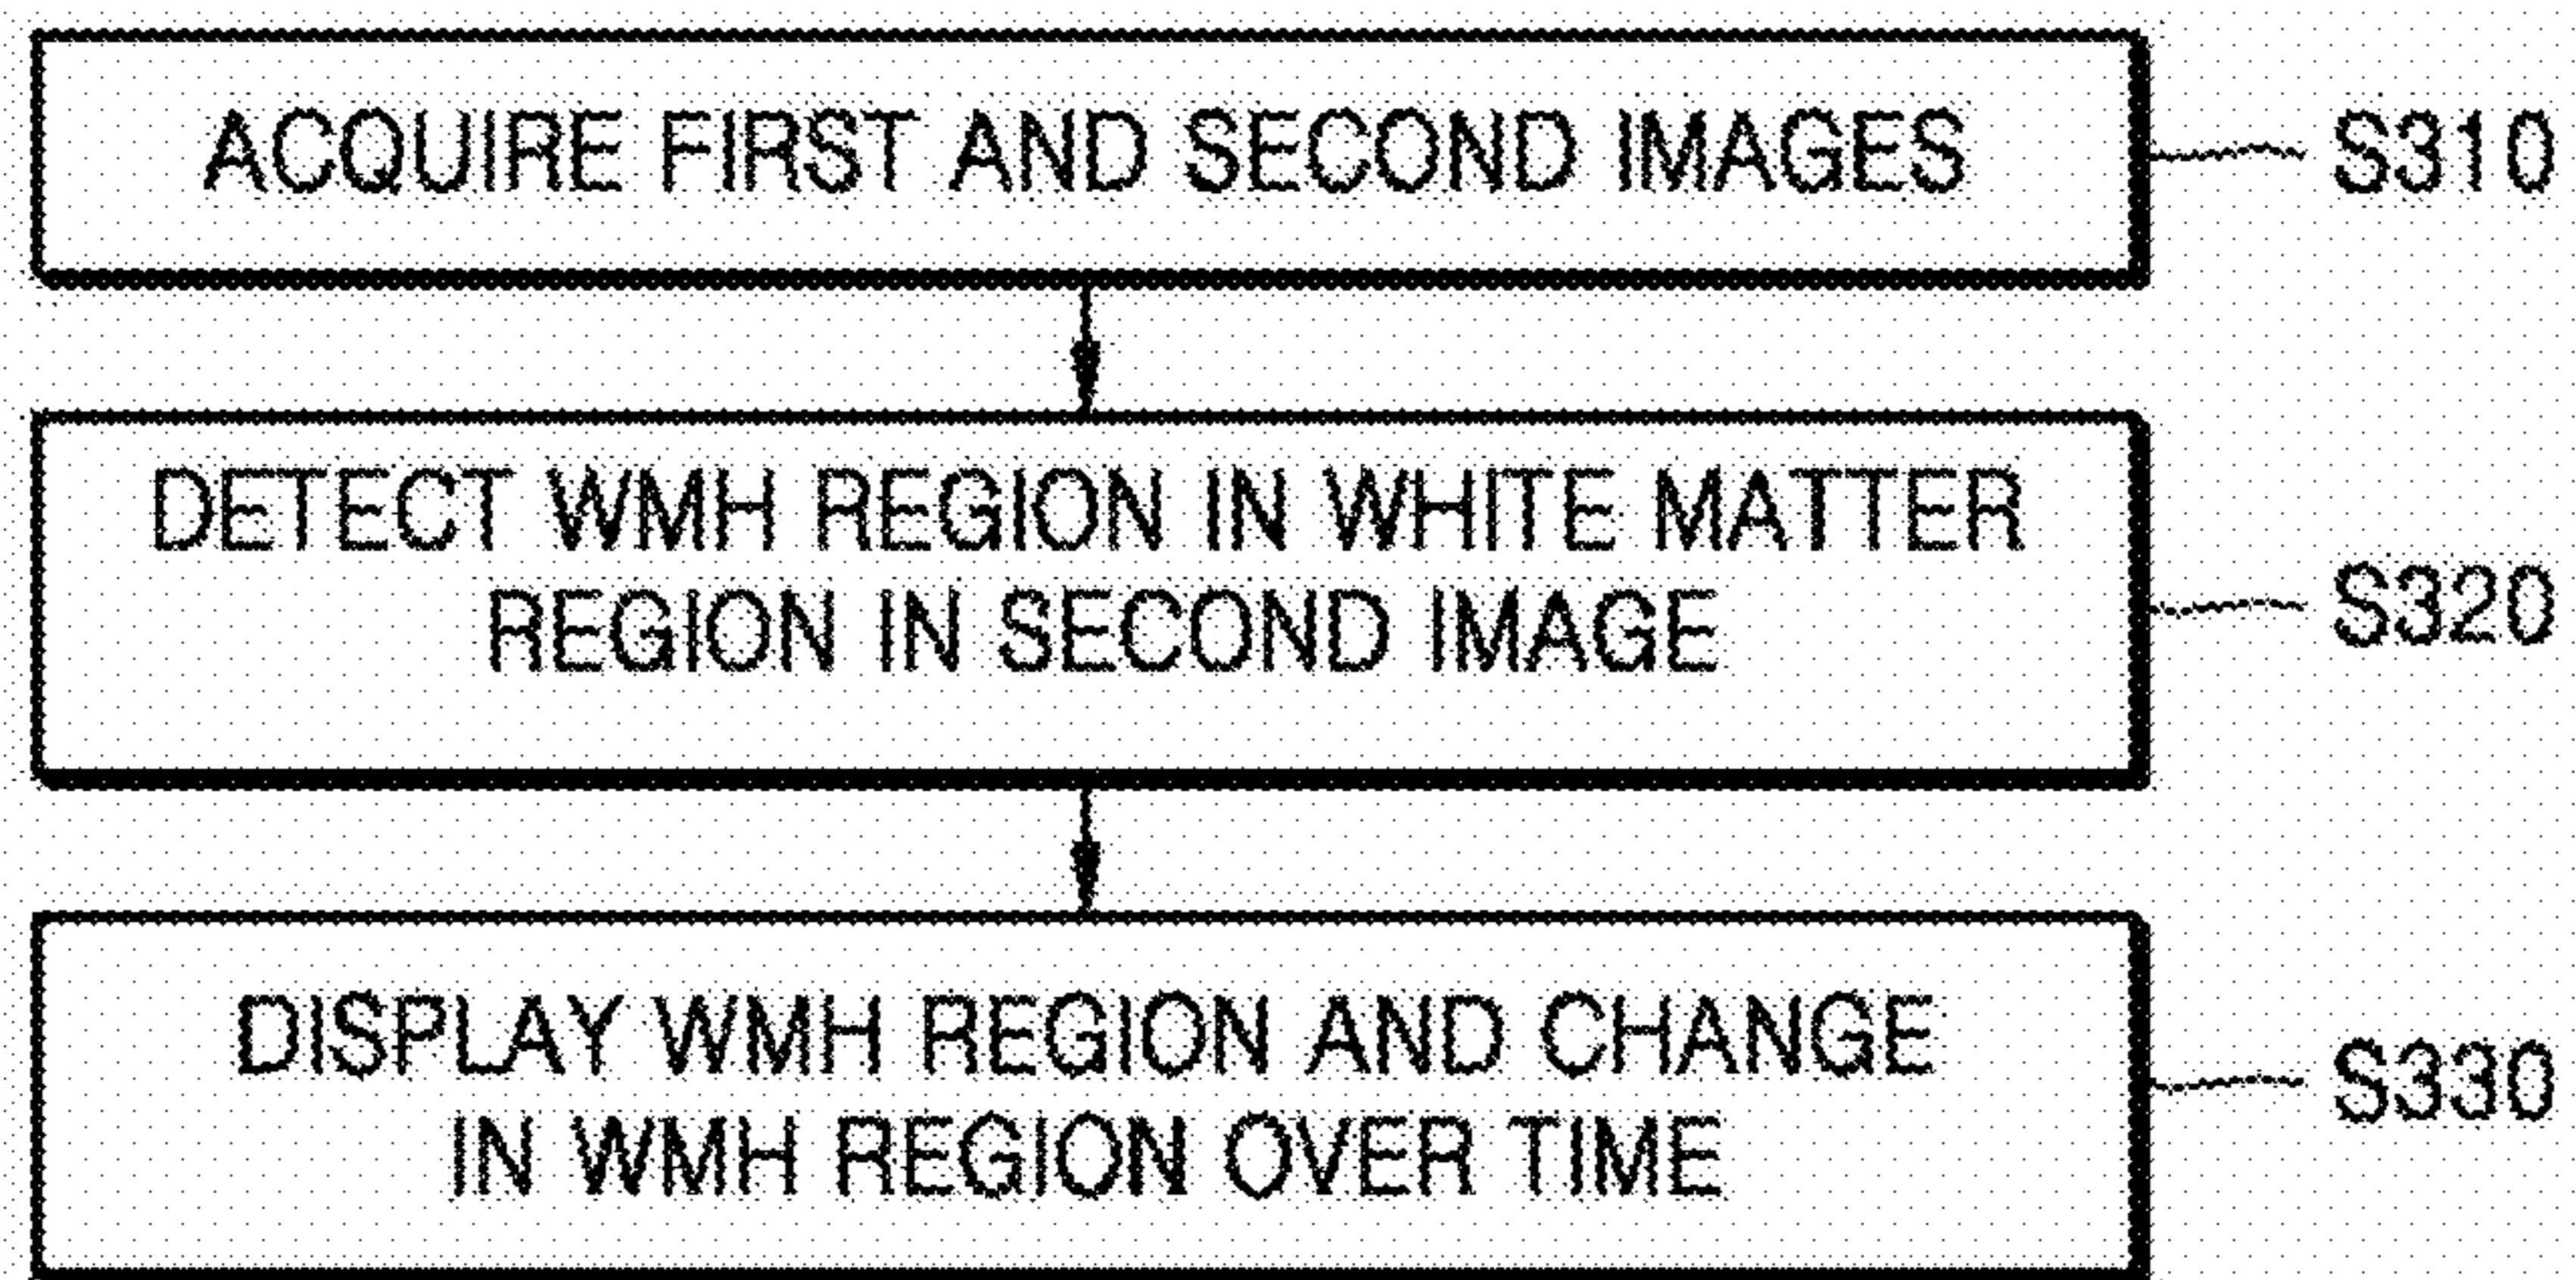 ACQUIRE FIRST AND SECOND IMAGES
S310
DETECT WMH REGION IN WHITE MATTER
REGION IN SECOND IMAGE
S320
DISPLAY WMH REGION AND CHANGE
IN WMH REGION OVER TIME
S330